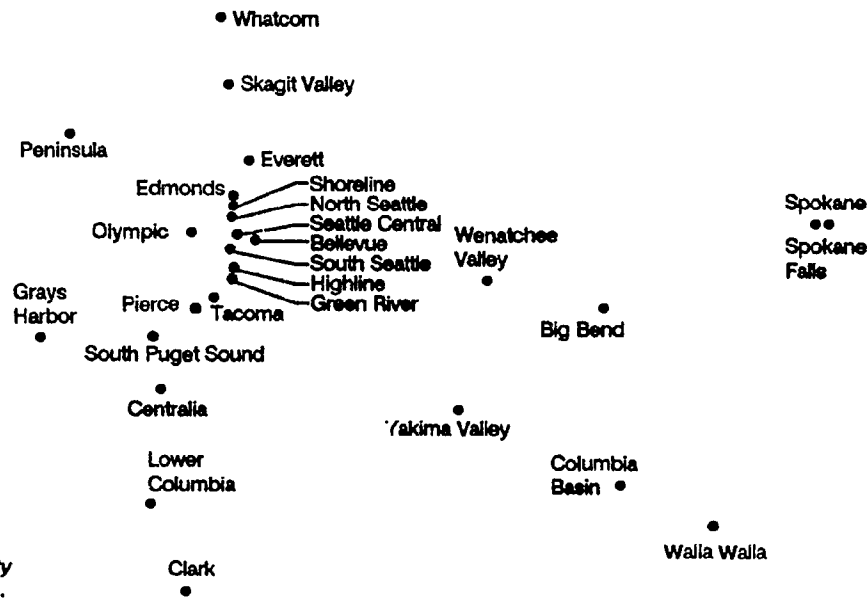 Whatcom
Skagit Valley
Peninsula
Everett
Edmonds
Shoreline
North Seattle
Seattle Central
Olympic
Bellevue
South Seattle
Highline
Green River
Wenatchee
Valley
Spokane
Spokane
Falls
Grays
Harbor
Pierce
Tacoma
Big Bend
South Puget Sound
Centralia
Yakima Valley
Lower
Columbia
Columbia
Basin
Walla Walla
Clark